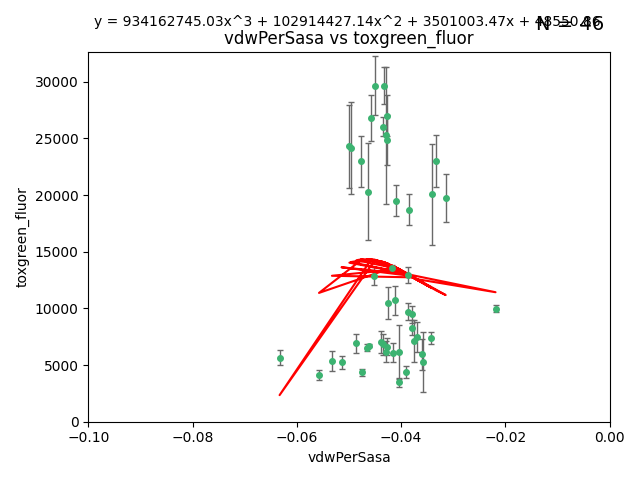 y = 934162745.03x^3 + 102914427.14x^2 + 3501003.47x + 48550.86
N = 46
vdwPerSasa vs toxgreen_fluor
30000
25000
20000
15000
10000
5000
0
toxgreen_fluor
−0.10
−0.08
−0.06
−0.04
−0.02
0.00
vdwPerSasa